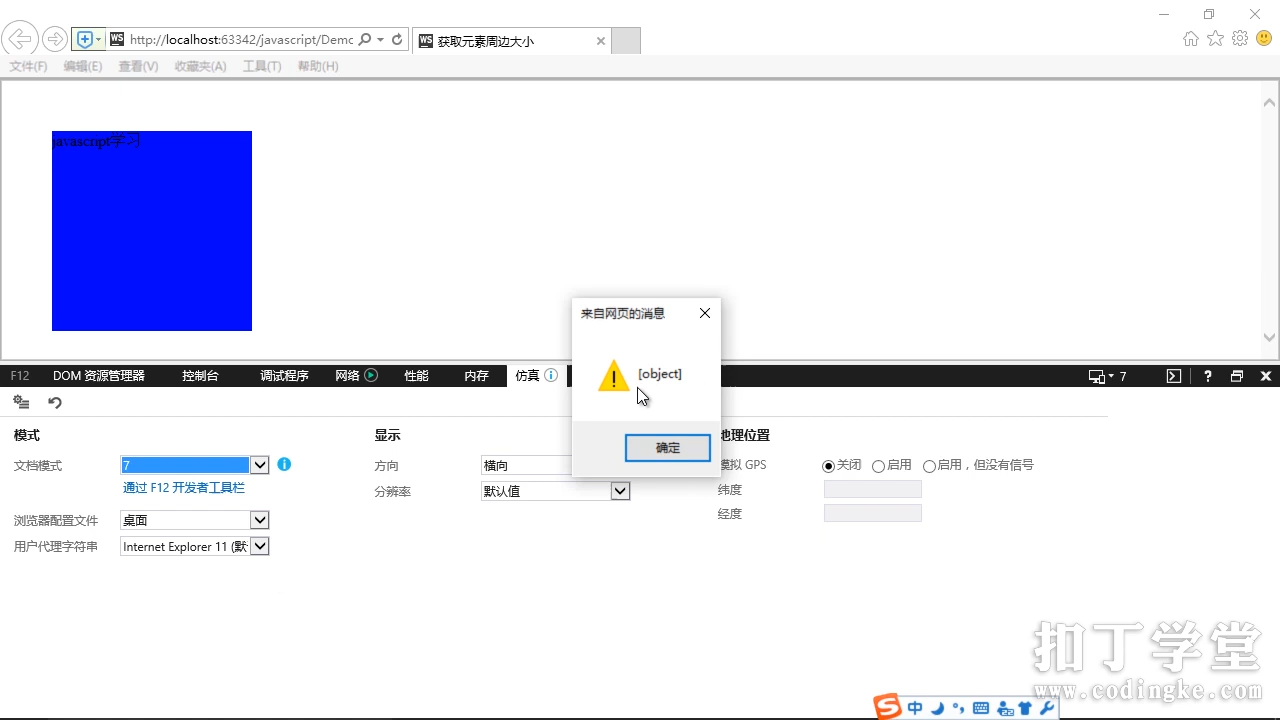 http://localhost:63342/javascript/Demo
WS 获取元素周边大小
文件(F) 编辑(E) 查看(V) 收藏夹(A) 工具(T) 帮助(H)
javascript学习
来自网页的消息
[object]
确定
F12 DOM 资源管理器 控制台 调试程序 网络 性能 内存 仿真 7
模式 显示 地理位置
文档模式 7 方向 横向 模拟 GPS 关闭 启用 启用，但没有信号
通过 F12 开发者工具栏 分辨率 默认值 纬度
经度
浏览器配置文件 桌面
用户代理字符串 Internet Explorer 11 (默
扣丁学堂
www.codingke.com
S 中